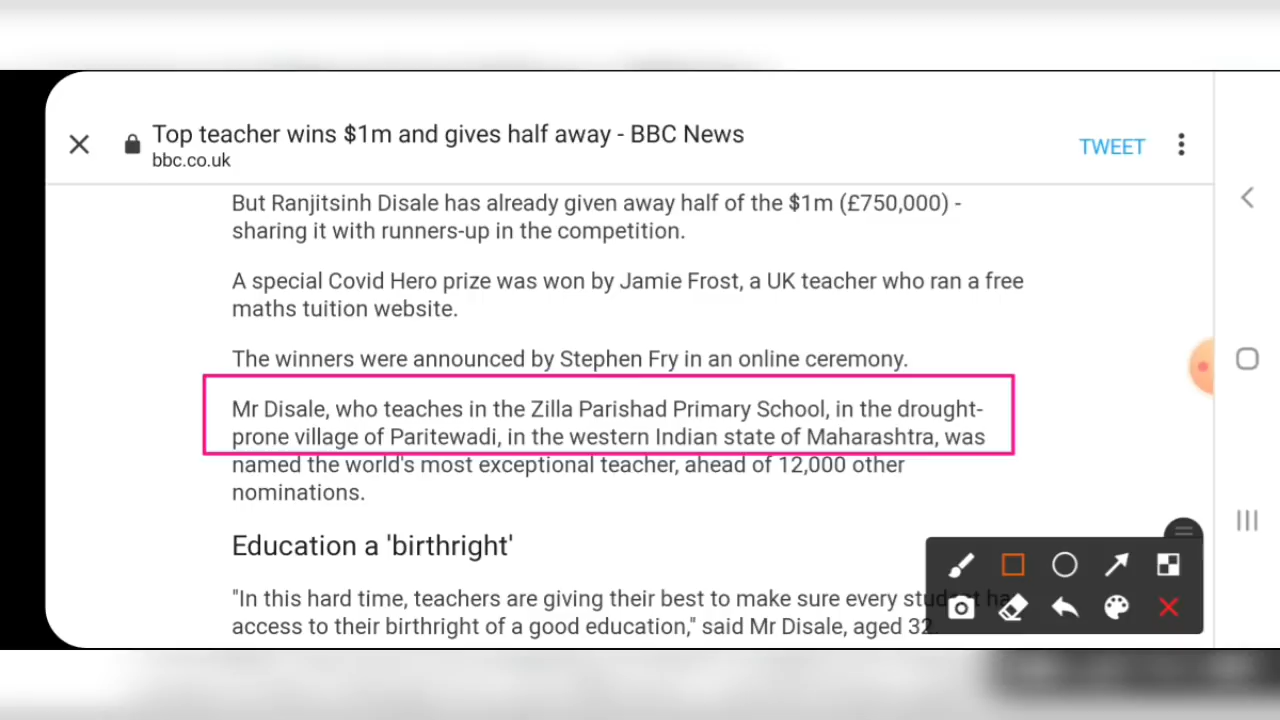 Top teacher wins $1m and gives half away - BBC News
bbc.co.uk
TWEET
But Ranjitsinh Disale has already given away half of the $1m (£750,000) -
sharing it with runners-up in the competition.
A special Covid Hero prize was won by Jamie Frost, a UK teacher who ran a free
maths tuition website.
The winners were announced by Stephen Fry in an online ceremony.
Mr Disale, who teaches in the Zilla Parishad Primary School, in the drought-
prone village of Paritewadi, in the western Indian state of Maharashtra, was
named the world's most exceptional teacher, ahead of 12,000 other
nominations.
Education a 'birthright'
"In this hard time, teachers are giving their best to make sure every student ha
access to their birthright of a good education," said Mr Disale, aged 32.